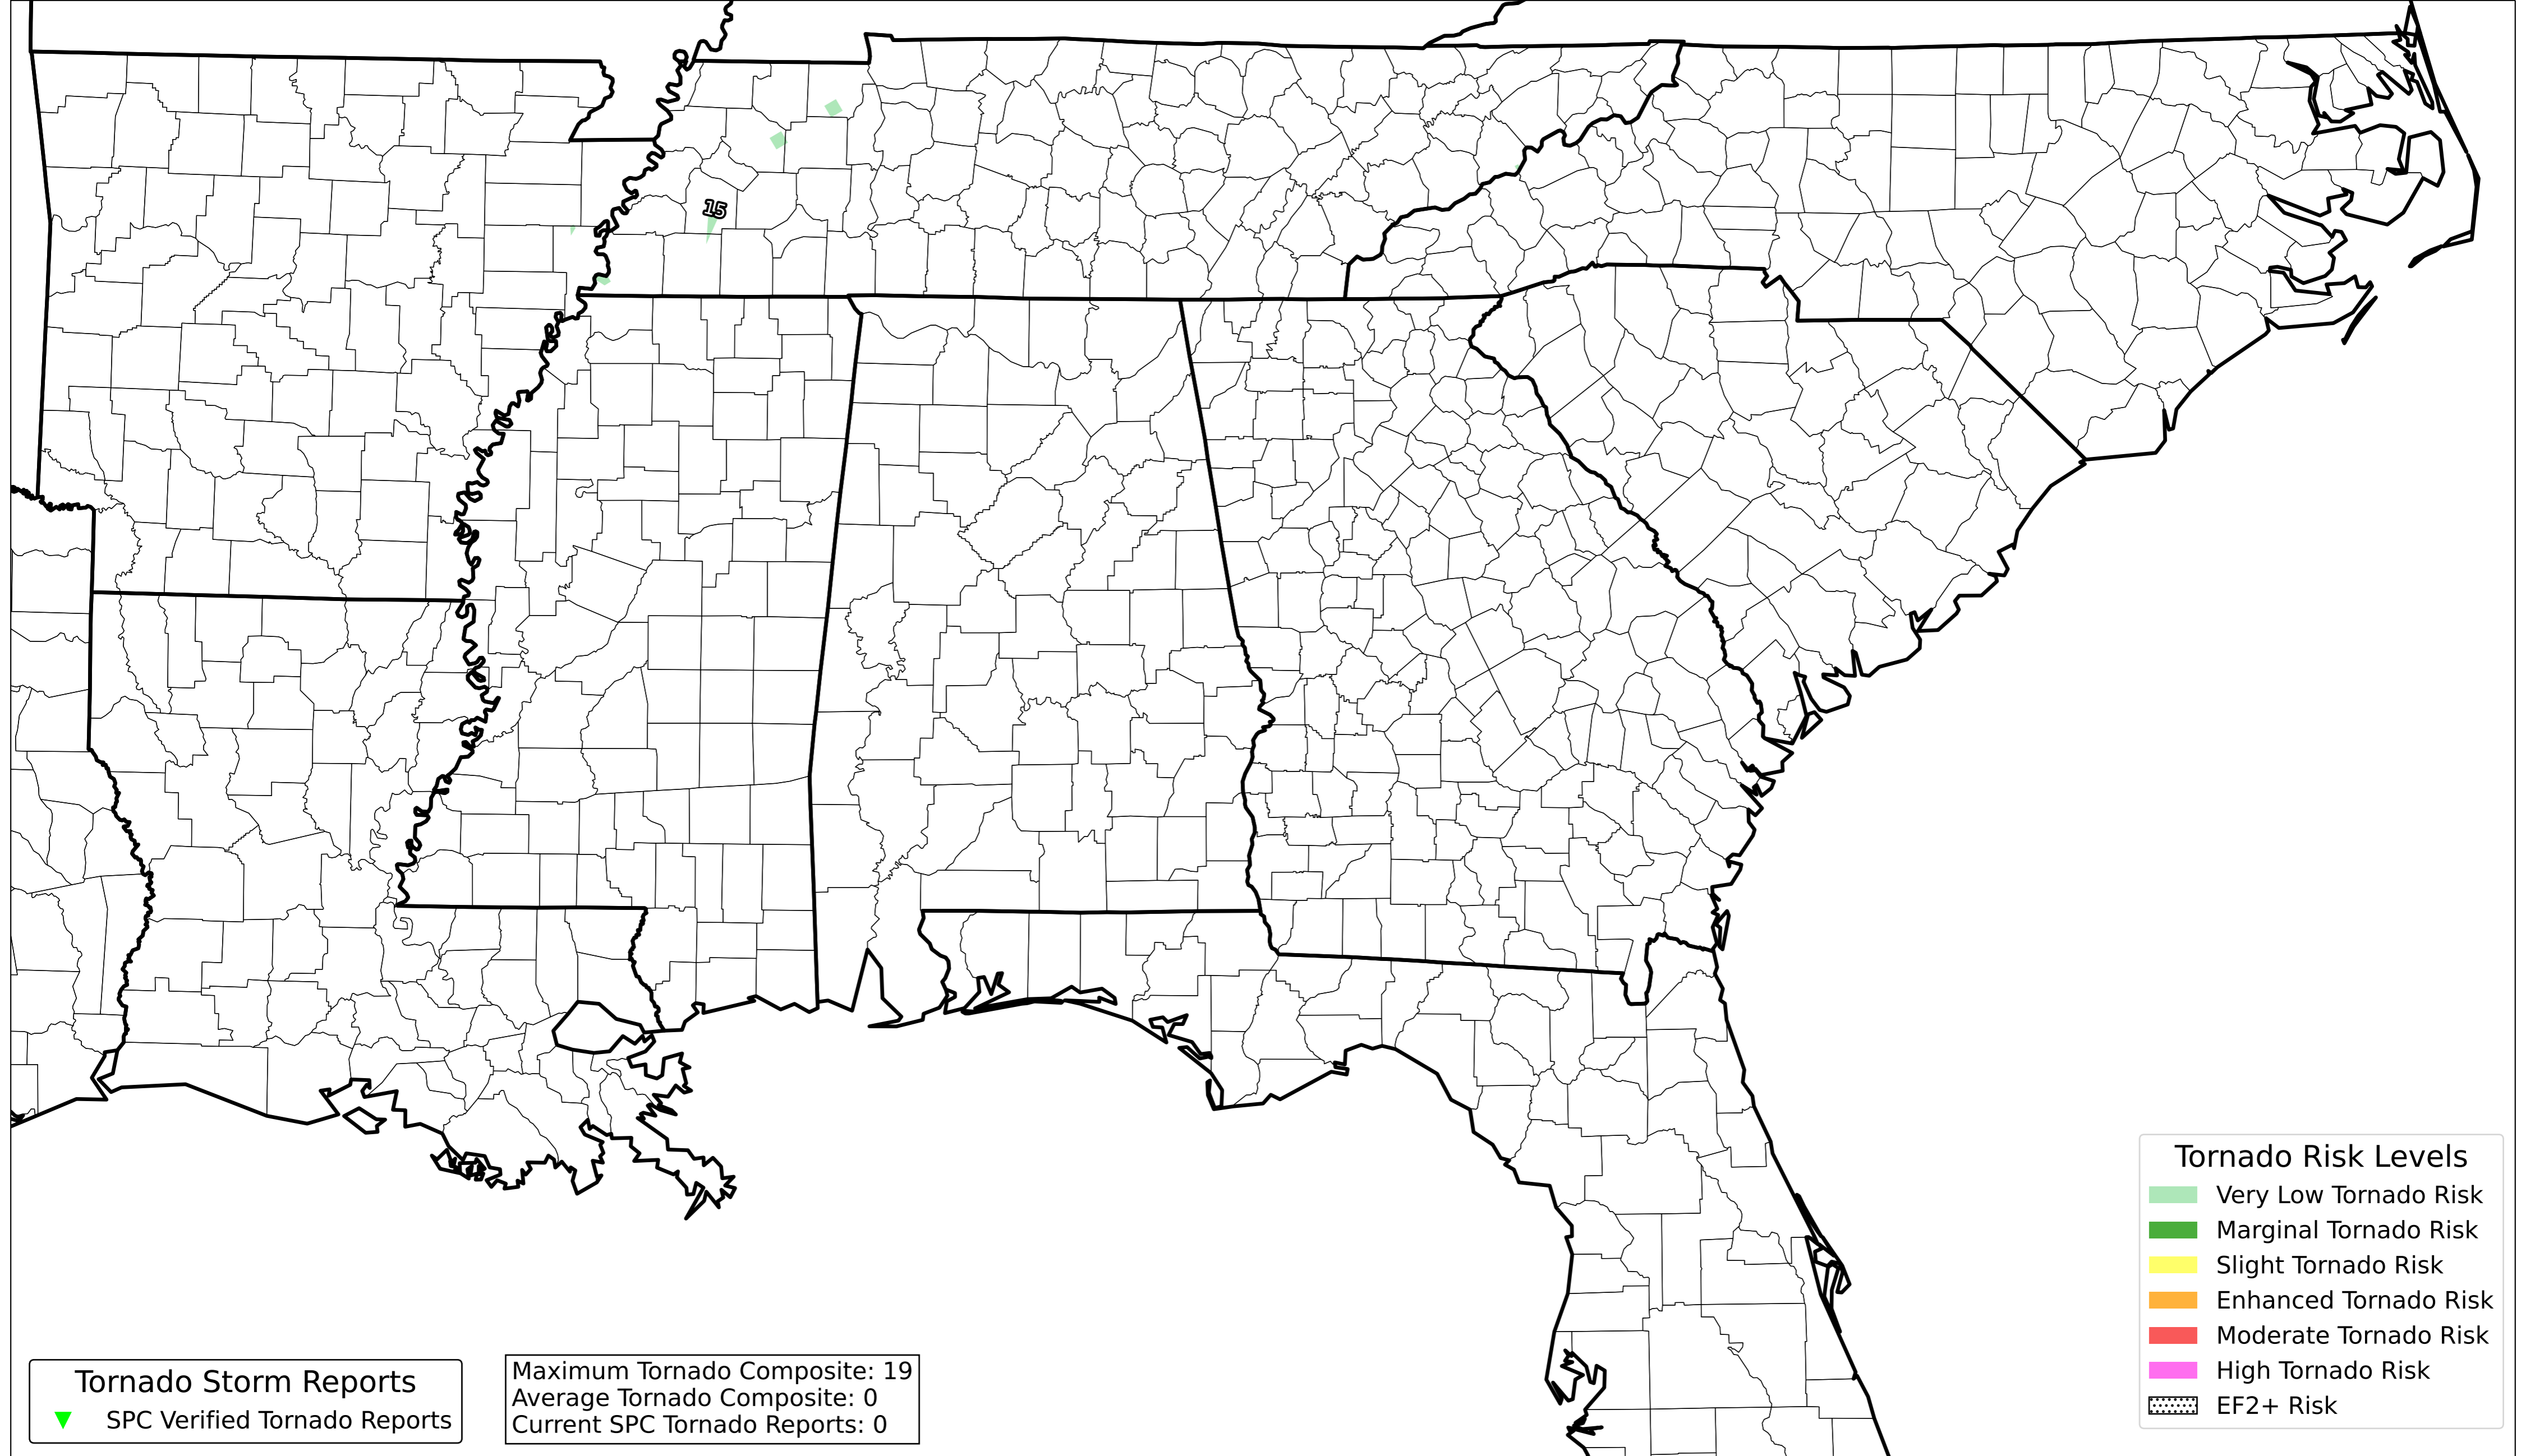 15
Tornado Risk Levels
Very Low Tornado Risk
Marginal Tornado Risk
Slight Tornado Risk
Enhanced Tornado Risk
Moderate Tornado Risk
High Tornado Risk
EF2+ Risk
Tornado Storm Reports
SPC Verified Tornado Reports
Maximum Tornado Composite: 19
Average Tornado Composite: 0
Current SPC Tornado Reports: 0